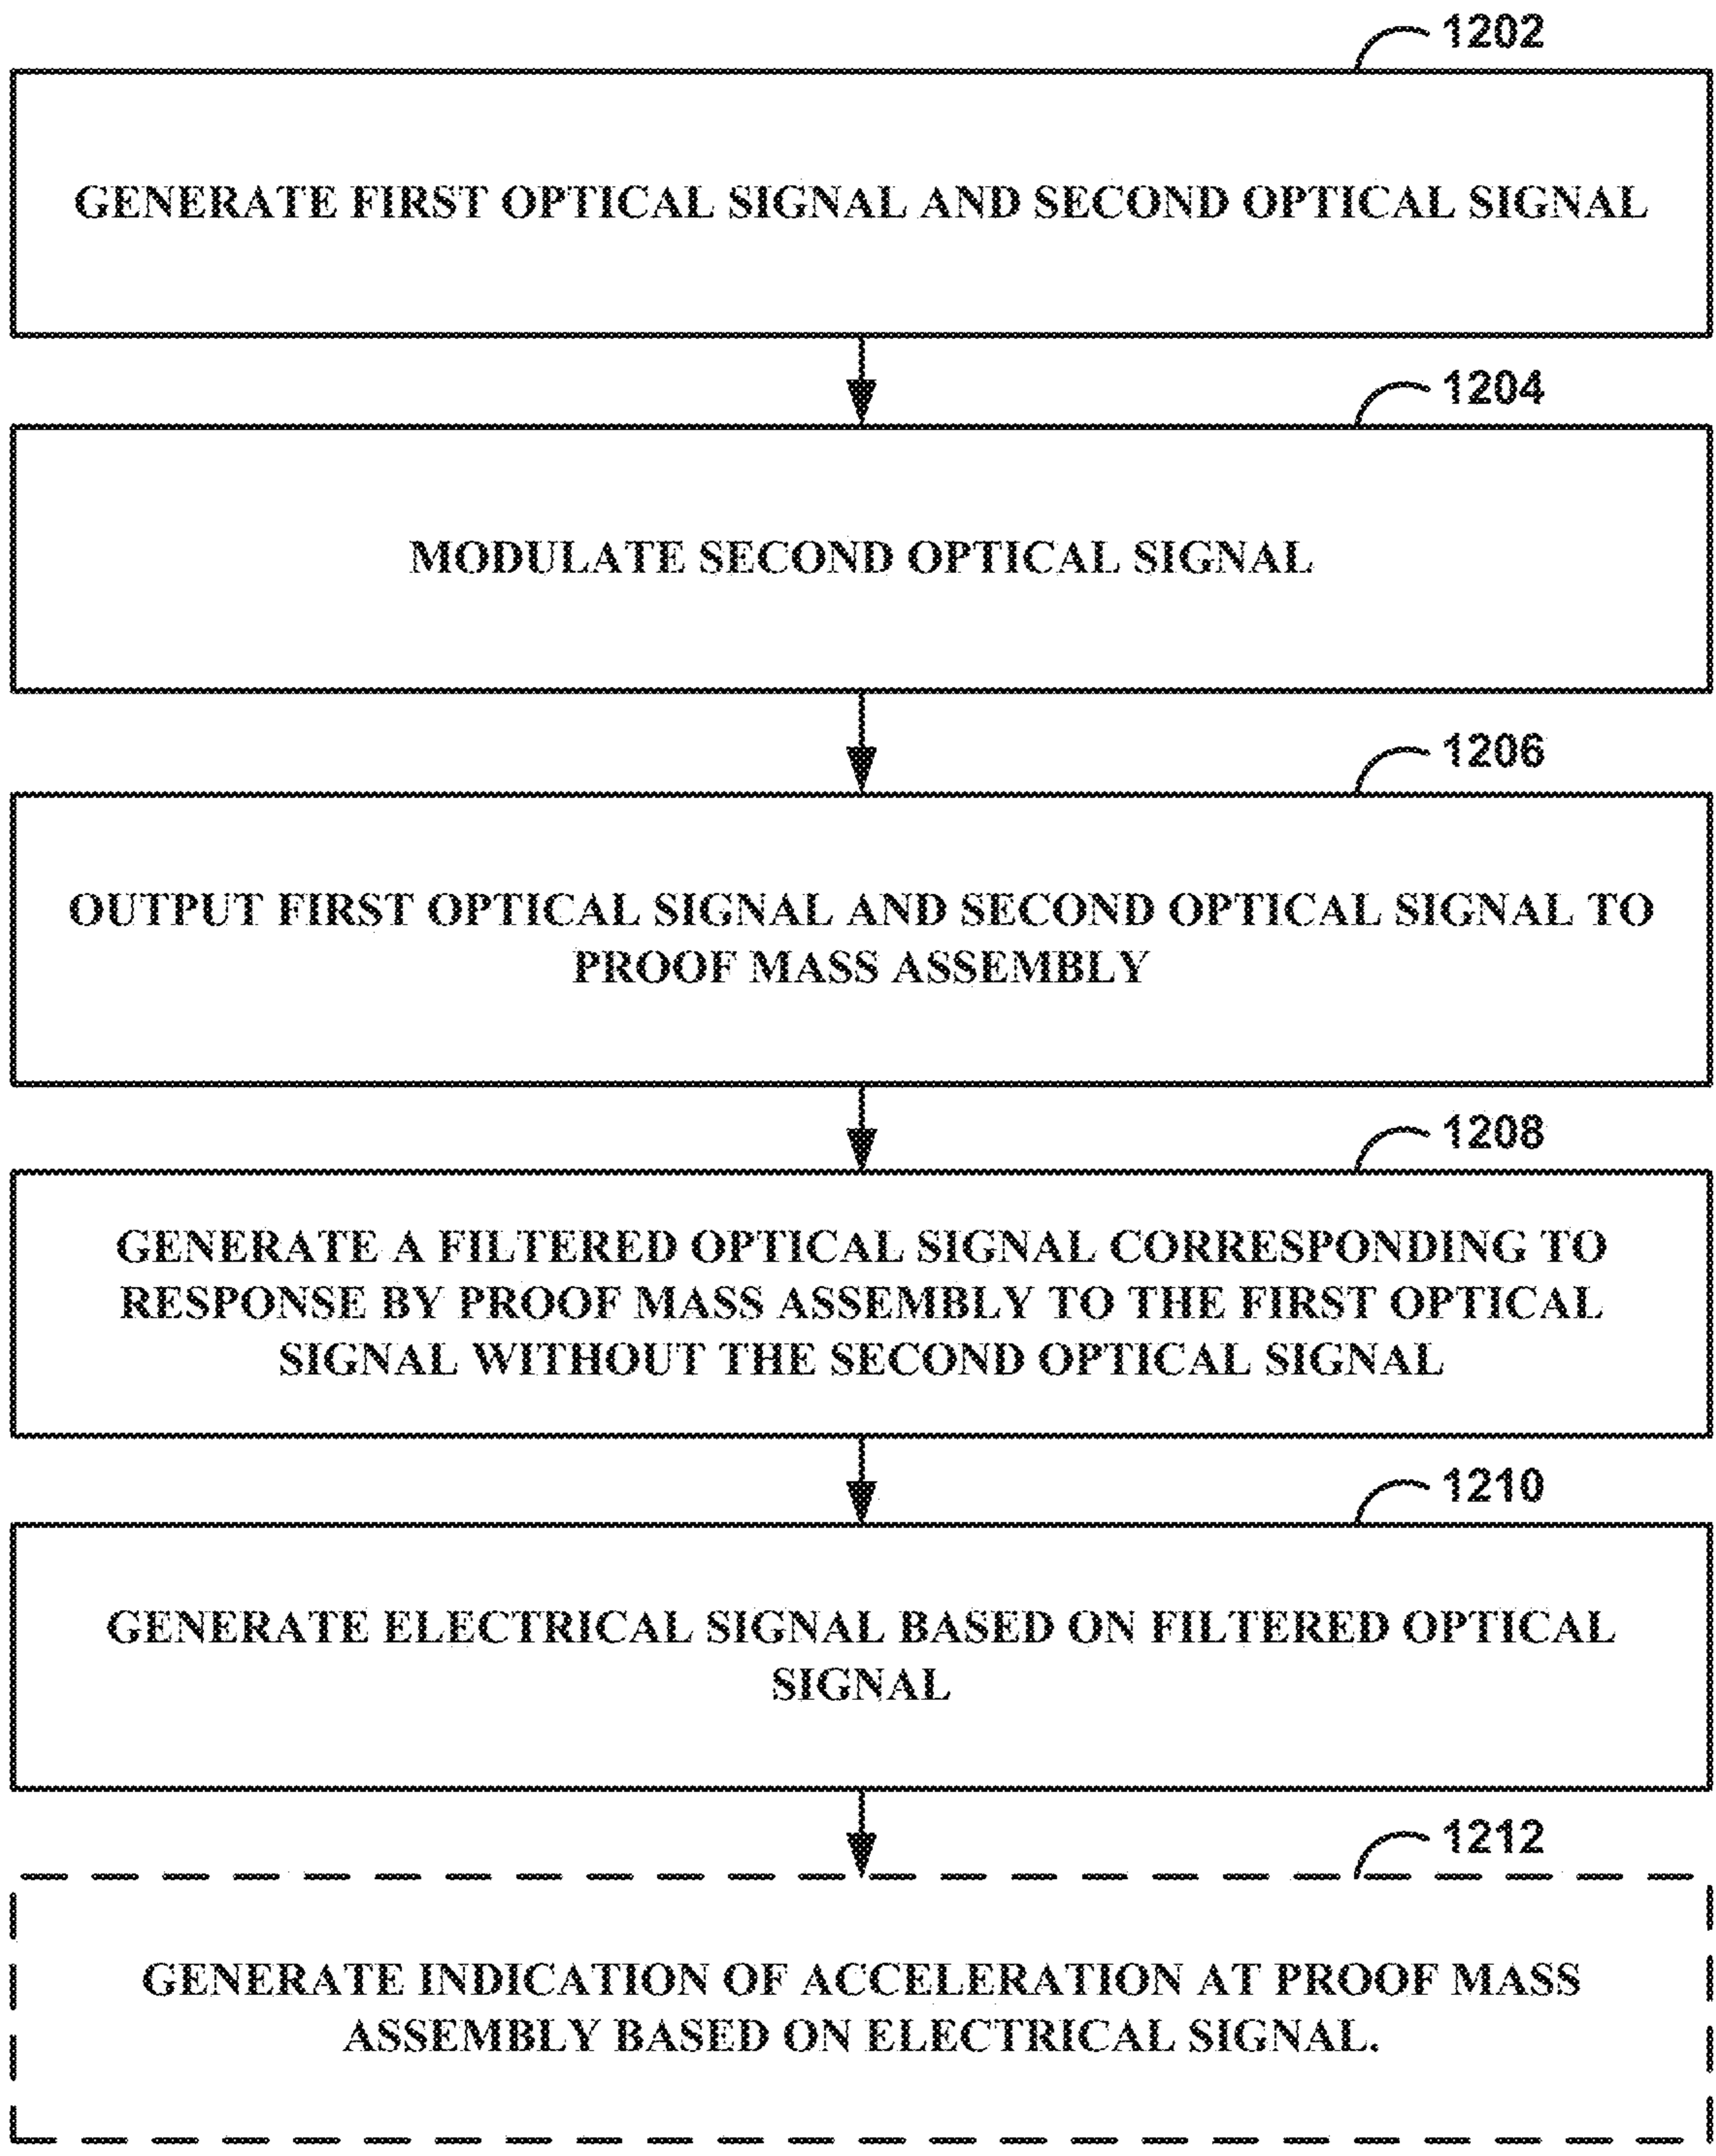 1202
GENERATE FIRST OPTICAL SIGNAL AND SECOND OPTICAL SIGNAL
1204
MODULATE SECOND OPTICAL SIGNAL
1206
OUTPUT FIRST OPTICAL SIGNAL AND SECOND OPTICAL SIGNAL TO
PROOF MASS ASSEMBLY
1208
GENERATE A FILTERED OPTICAL SIGNAL CORRESPONDING TO
RESPONSE BY PROOF MASS ASSEMBLY TO THE FIRST OPTICAL
SIGNAL WITHOUT THE SECOND OPTICAL SIGNAL
1210
GENERATE ELECTRICAL SIGNAL BASED ON FILTERED OPTICAL
SIGNAL
1212
GENERATE INDICATION OF ACCELERATION AT PROOF MASS
ASSEMBLY BASED ON ELECTRICAL SIGNAL.